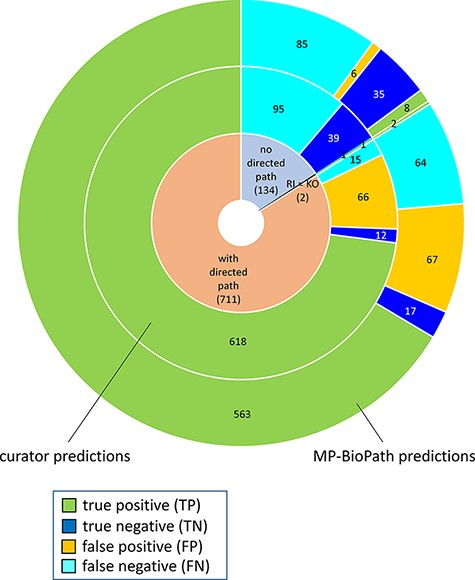 85
6
35
8
2
95
39
1
1
15
64
no
directed
path
(134)
RI = KO
(2)
66
12
67
17
with
directed
path
(711)
618
563
curator predictions
MP-BioPath predictions
true positive (TP)
true negative (TN)
false positive (FP)
false negative (FN)